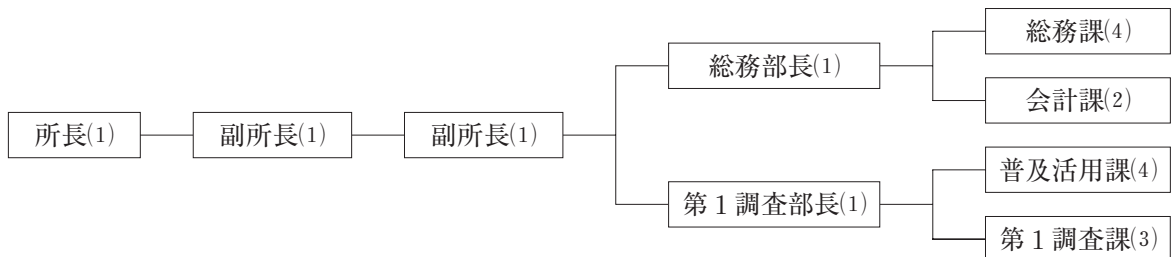 所長(1)
副所長(1)
副所長(1)
総務部長(1)
総務課(4)
会計課(2)
第1調査部長(1)
普及活用課(4)
第1調査課(3)